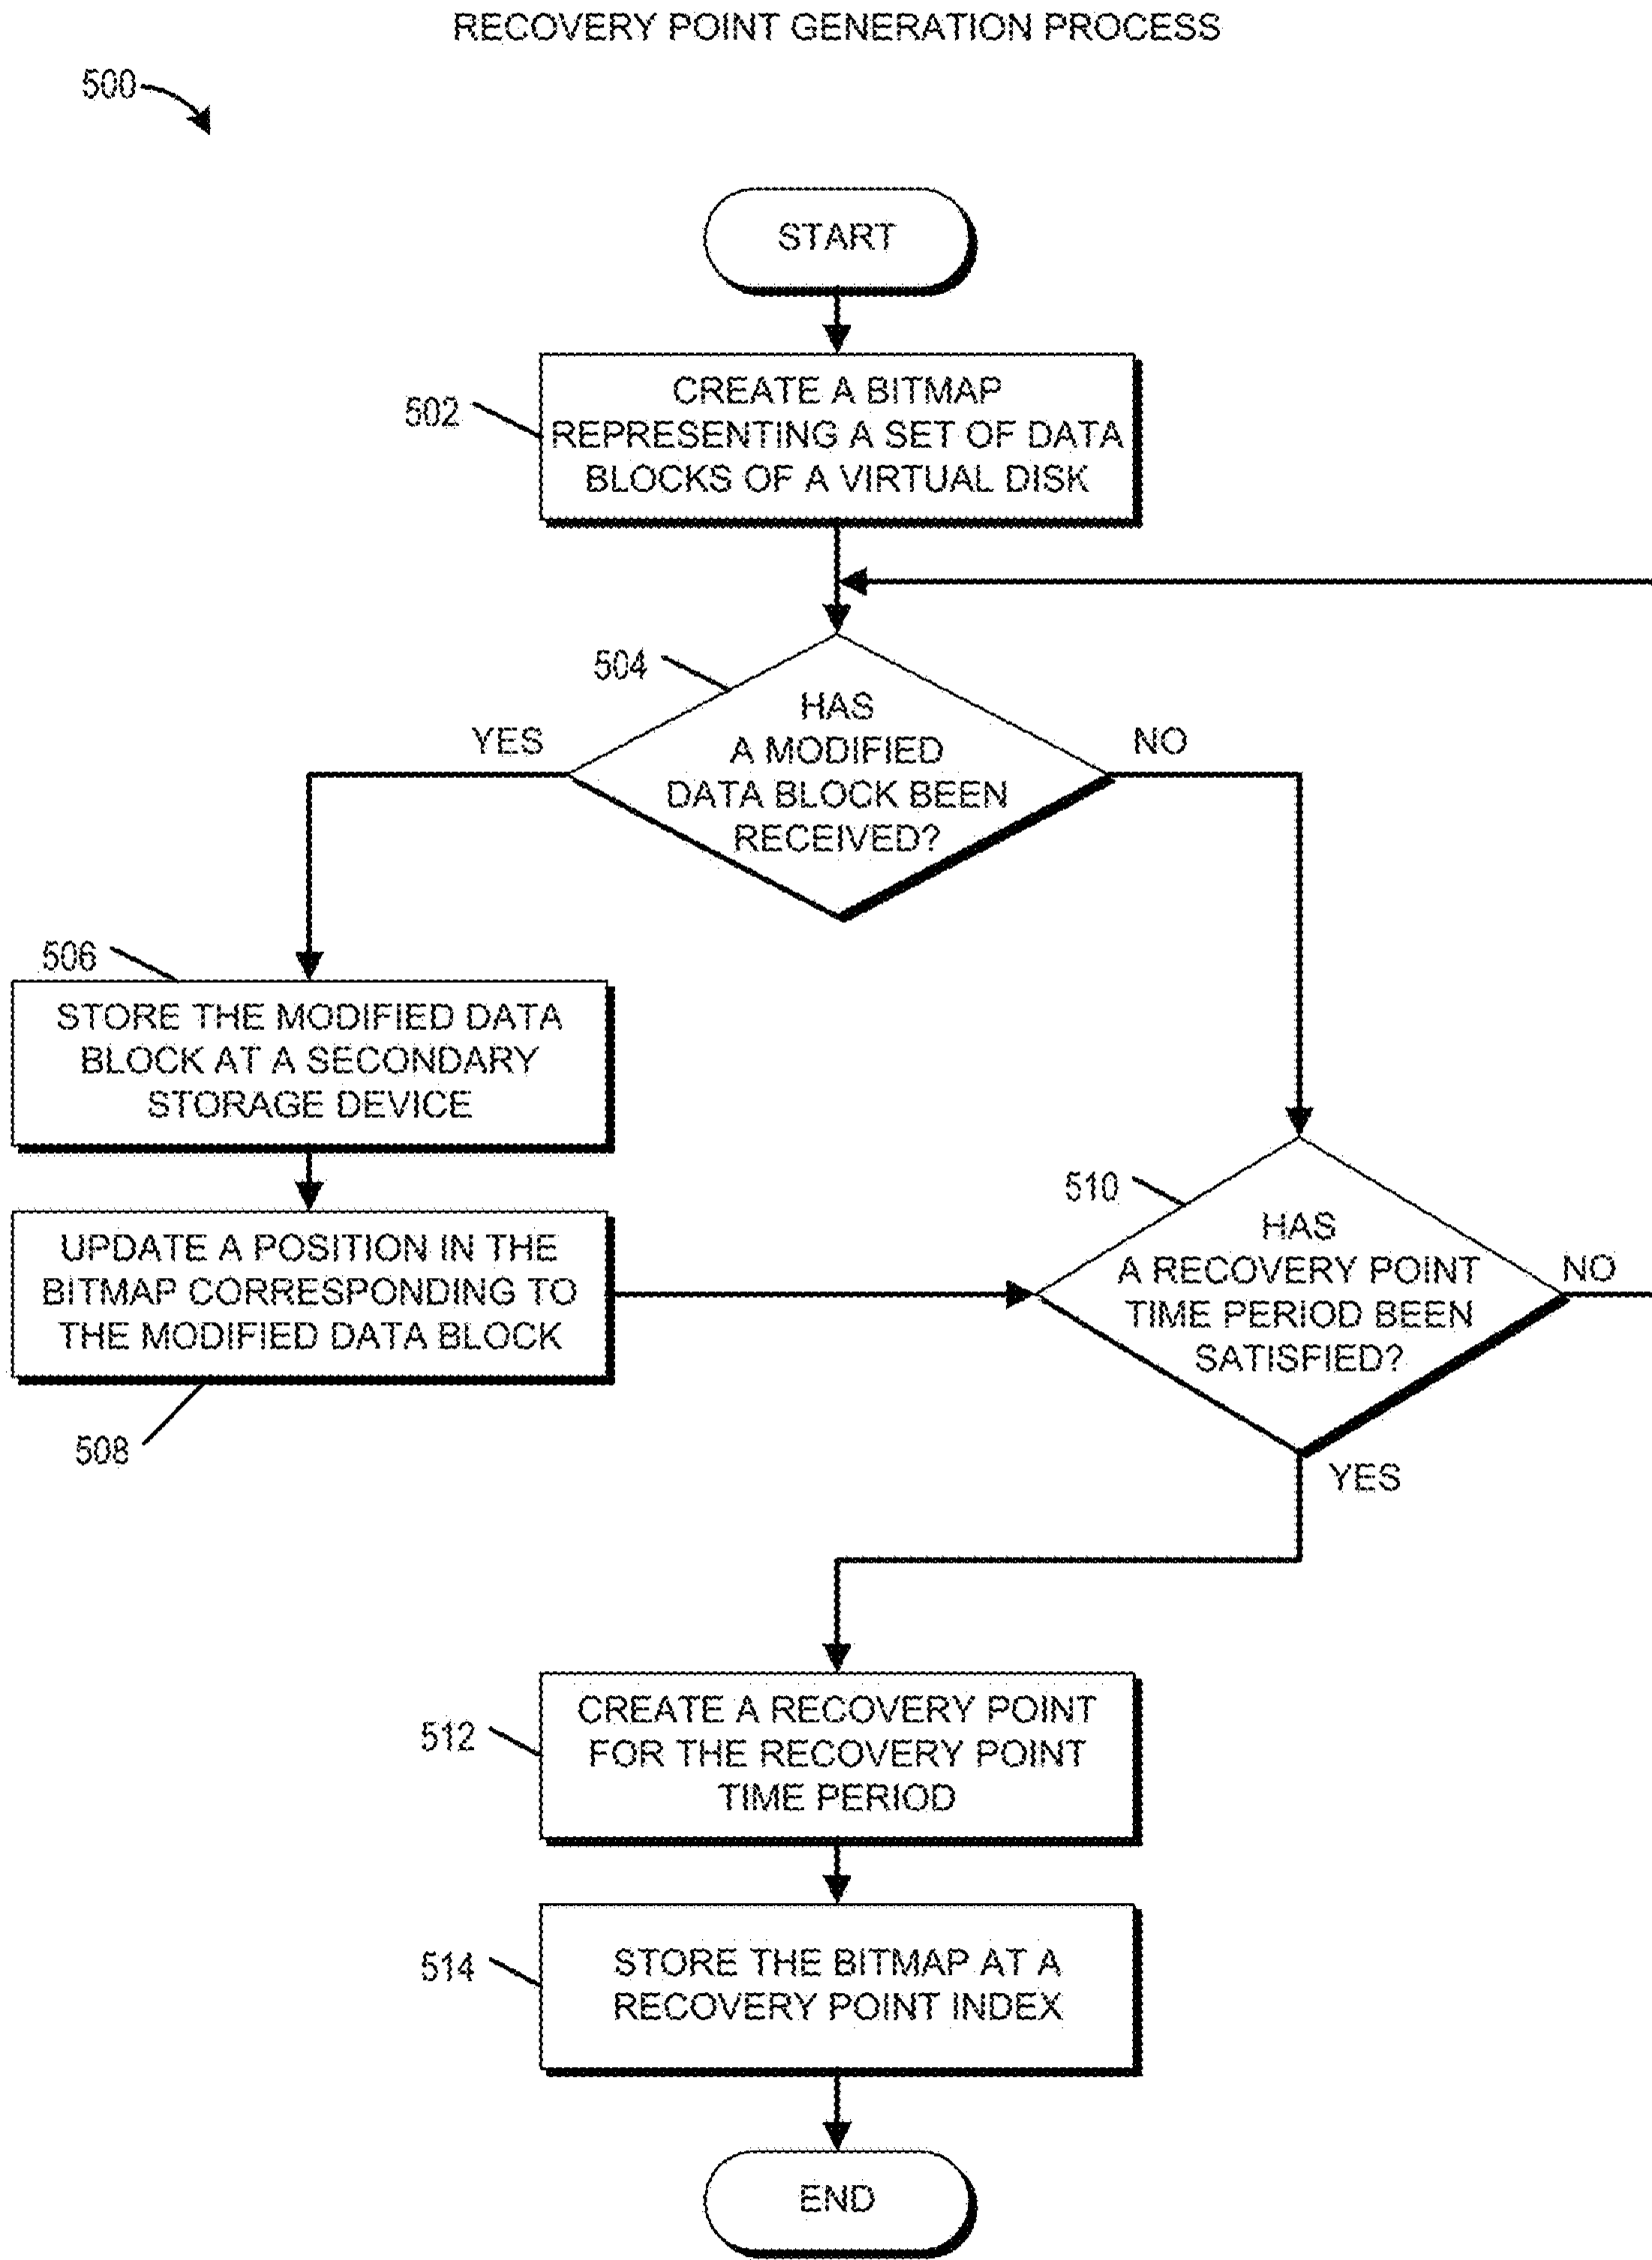 RECOVERY POINT GENERATION PROCESS
500
START
502
CREATE A BITMAP
REPRESENTING A SET OF DATA
BLOCKS OF A VIRTUAL DISK
504
HAS
A MODIFIED
DATA BLOCK BEEN
RECEIVED?
YES
NO
506
STORE THE MODIFIED DATA
BLOCK AT A SECONDARY
STORAGE DEVICE
UPDATE A POSITION IN THE
BITMAP CORRESPONDING TO
THE MODIFIED DATA BLOCK
508
510
HAS
A RECOVERY POINT
TIME PERIOD BEEN
SATISFIED?
NO
YES
512
CREATE A RECOVERY POINT
FOR THE RECOVERY POINT
TIME PERIOD
514
STORE THE BITMAP AT A
RECOVERY POINT INDEX
END